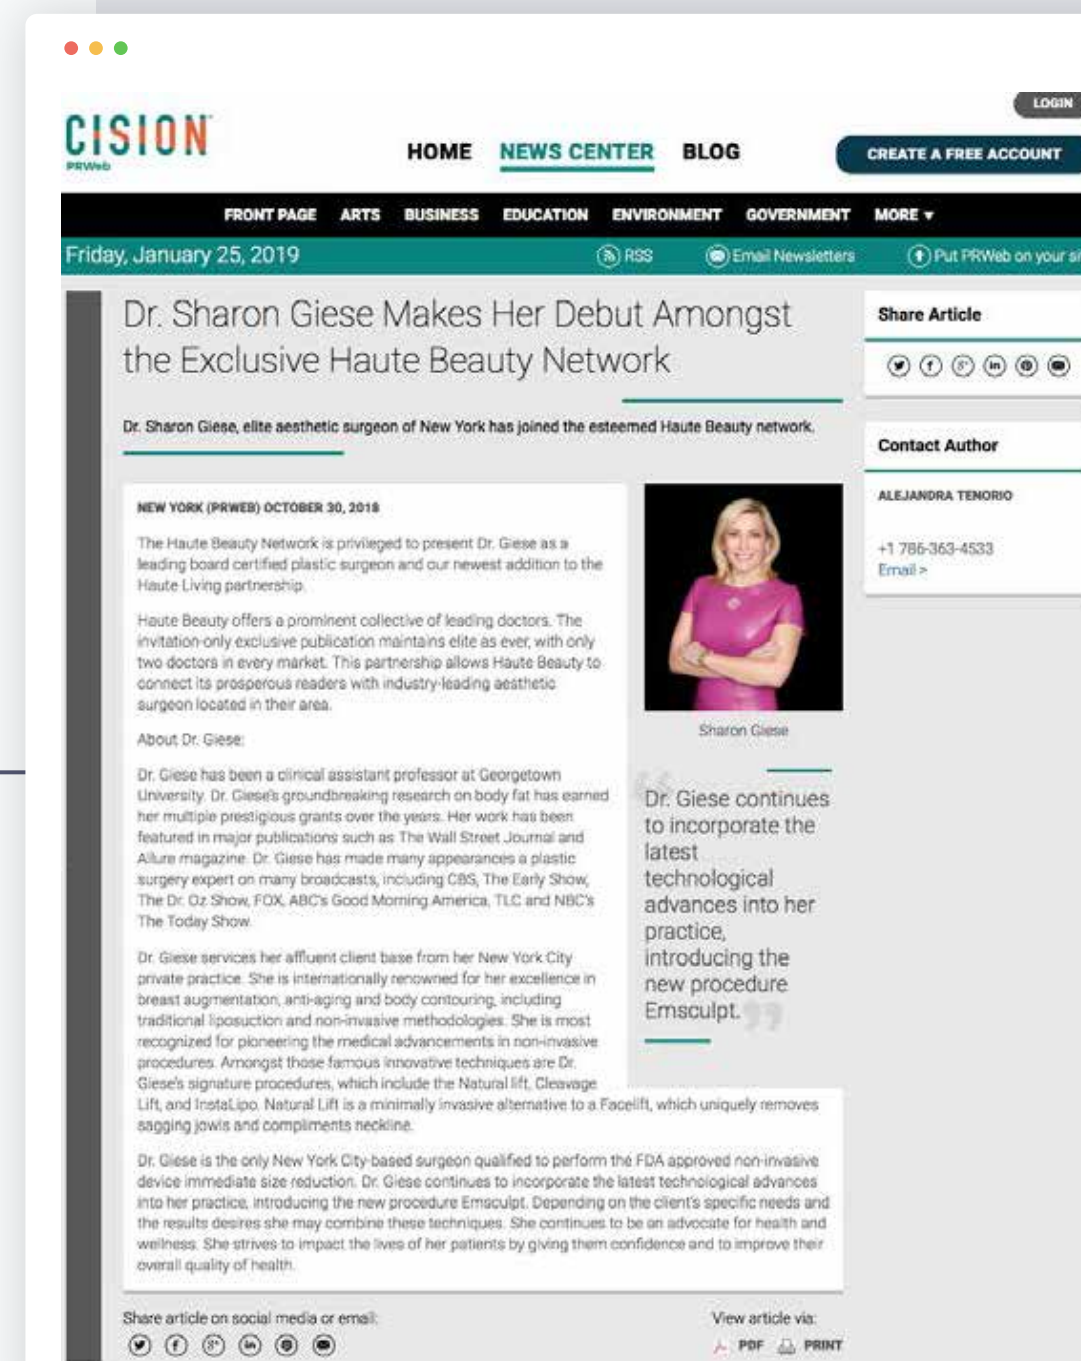 CISION
PRWeb
LOGIN
HOME NEWS CENTER BLOG
CREATE A FREE ACCOUNT
FRONT PAGE ARTS BUSINESS EDUCATION ENVIRONMENT GOVERNMENT MORE ▾
Friday, January 25, 2019
RSS Email Newsletters Put PRWeb on your
Dr. Sharon Giese Makes Her Debut Amongst
the Exclusive Haute Beauty Network
Dr. Sharon Giese, elite aesthetic surgeon of New York has joined the esteemed Haute Beauty network.
NEW YORK (PRWEB) OCTOBER 30, 2018
The Haute Beauty Network is privileged to present Dr. Giese as a
leading board certified plastic surgeon and our newest addition to the
Haute Living partnership.
Haute Beauty offers a prominent collective of leading doctors. The
invitation-only exclusive publication maintains elite as ever, with only
two doctors in every market. This partnership allows Haute Beauty to
connect its prosperous readers with industry-leading aesthetic
surgeon located in their area.
About Dr. Giese:
Dr. Giese has been a clinical assistant professor at Georgetown
University. Dr. Giese's groundbreaking research on body fat has earned
her multiple prestigious grants over the years. Her work has been
featured in major publications such as The Wall Street Journal and
Allure magazine. Dr. Giese has made many appearances a plastic
surgery expert on many broadcasts, including CBS, The Early Show,
The Dr. Oz Show, FOX, ABC's Good Morning America, TLC and NBC's
The Today Show.
Dr. Giese services her affluent client base from her New York City
private practice. She is internationally renowned for her excellence in
breast augmentation, anti-aging and body contouring, including
traditional liposuction and non-invasive methodologies. She is most
recognized for pioneering the medical advancements in non-invasive
procedures. Amongst those famous innovative techniques are Dr.
Giese's signature procedures, which include the Natural lift, Cleavage
Lift, and InstaLipo. Natural Lift is a minimally invasive alternative to a Facelift, which uniquely removes
sagging jowls and compliments neckline.
Dr. Giese is the only New York City-based surgeon qualified to perform the FDA approved non-invasive
device immediate size reduction. Dr. Giese continues to incorporate the latest technological advances
into her practice, introducing the new procedure Emsculpt. Depending on the client's specific needs and
the results desires she may combine these techniques. She continues to be an advocate for health and
wellness. She strives to impact the lives of her patients by giving them confidence and to improve their
overall quality of health.
Sharon Giese
“
Dr. Giese continues
to incorporate the
latest
technological
advances into her
practice,
introducing the
new procedure
Emsculpt. ”
Share Article
Contact Author
ALEJANDRA TENORIO
+1 786-363-4533
Email >
Share article on social media or email:
View article via:
PDF PRINT